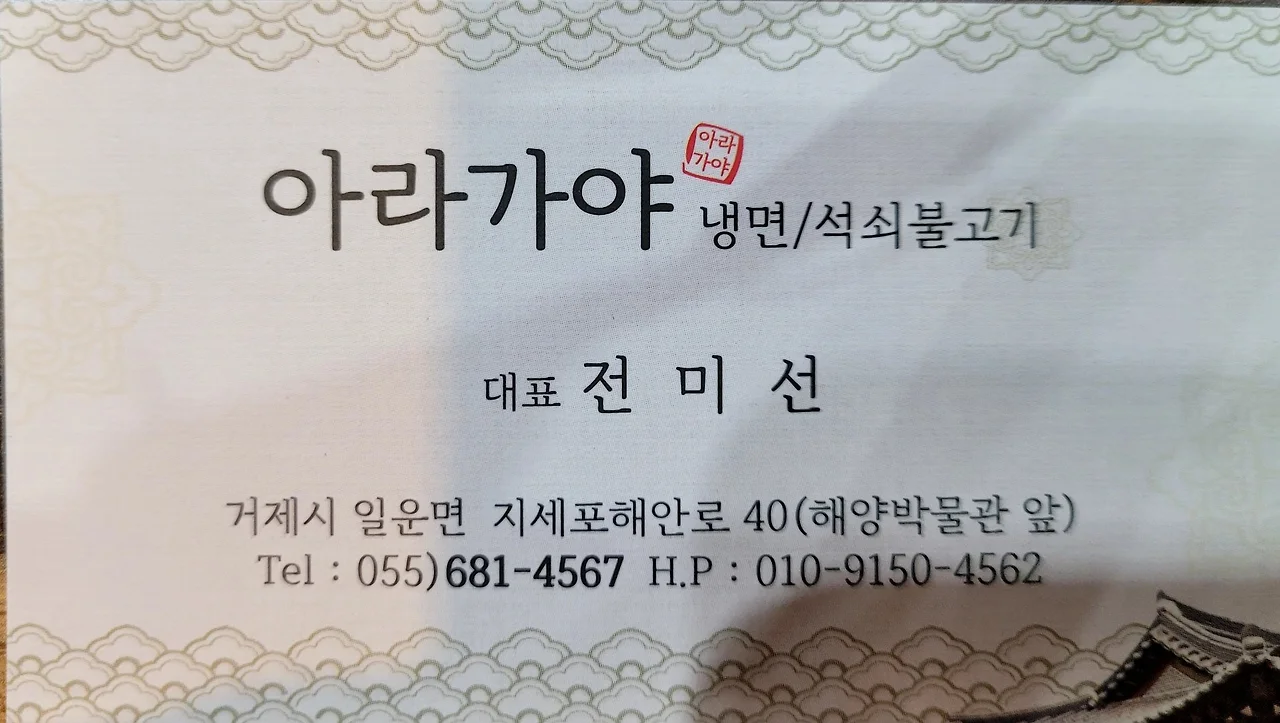 아라가야
아라
가야
냉면/석쇠불고기
대표 전 미 선
거제시 일운면 지세포해안로 40(해양박물관 앞)
Tel : 055)681-4567 H.P : 010-9150-4562